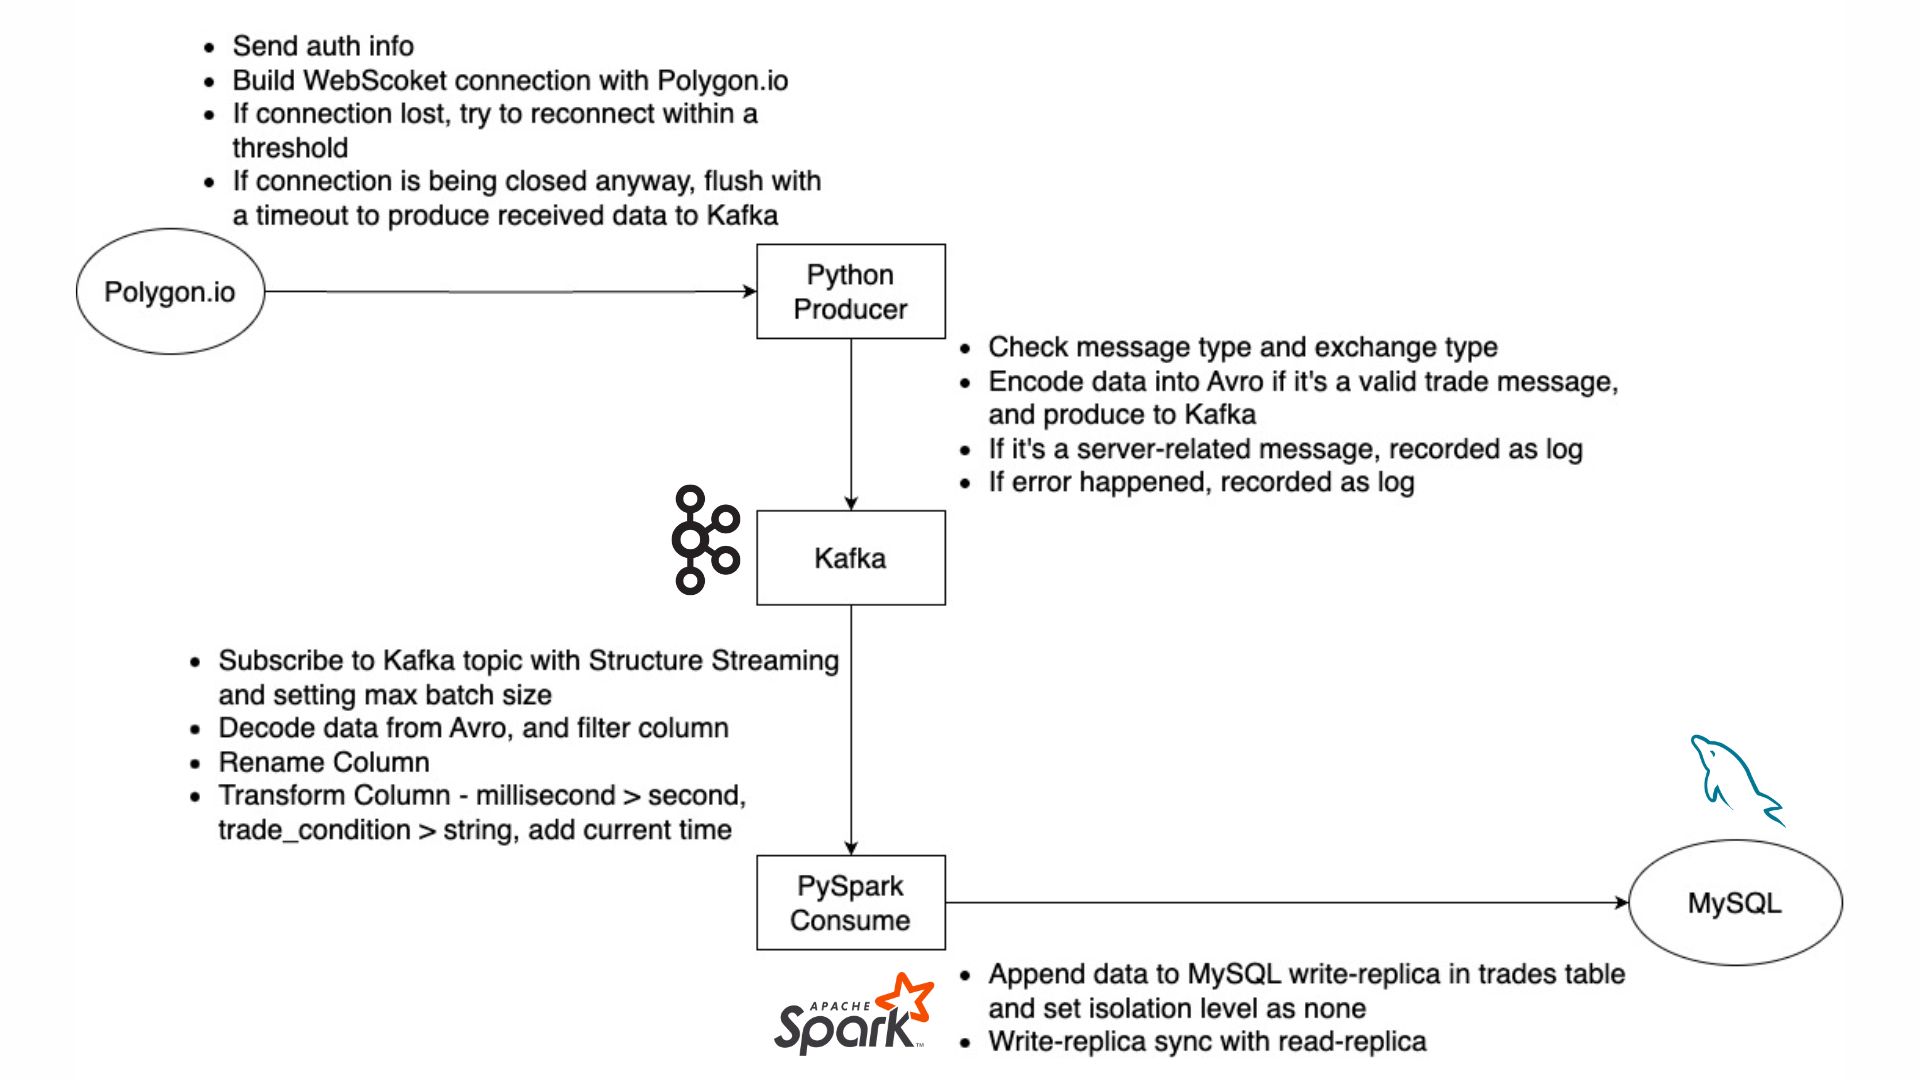 • Send auth info
• Build WebScoket connection with Polygon.io
• If connection lost, try to reconnect within a
threshold
• If connection is being closed anyway, flush with
a timeout to produce received data to Kafka
Polygon.io
Python
Producer
• Check message type and exchange type
• Encode data into Avro if it's a valid trade message,
and produce to Kafka
• If it's a server-related message, recorded as log
• If error happened, recorded as log
Kafka
• Subscribe to Kafka topic with Structure Streaming
and setting max batch size
• Decode data from Avro, and filter column
• Rename Column
• Transform Column - millisecond > second,
trade_condition > string, add current time
PySpark
Consume
MySQL
APACHE
Spark™
• Append data to MySQL write-replica in trades table
and set isolation level as none
• Write-replica sync with read-replica